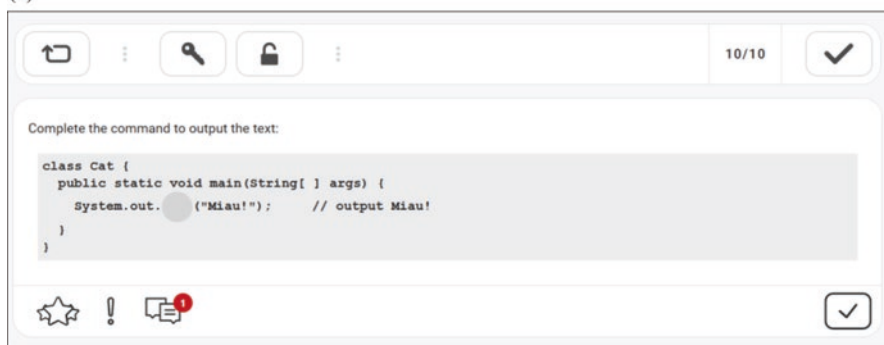 10/10
Complete the command to output the text:
class Cat {
public static void main(String[ ] args) {
System.out. ("Miau!"); // output Miau!
}
}
1